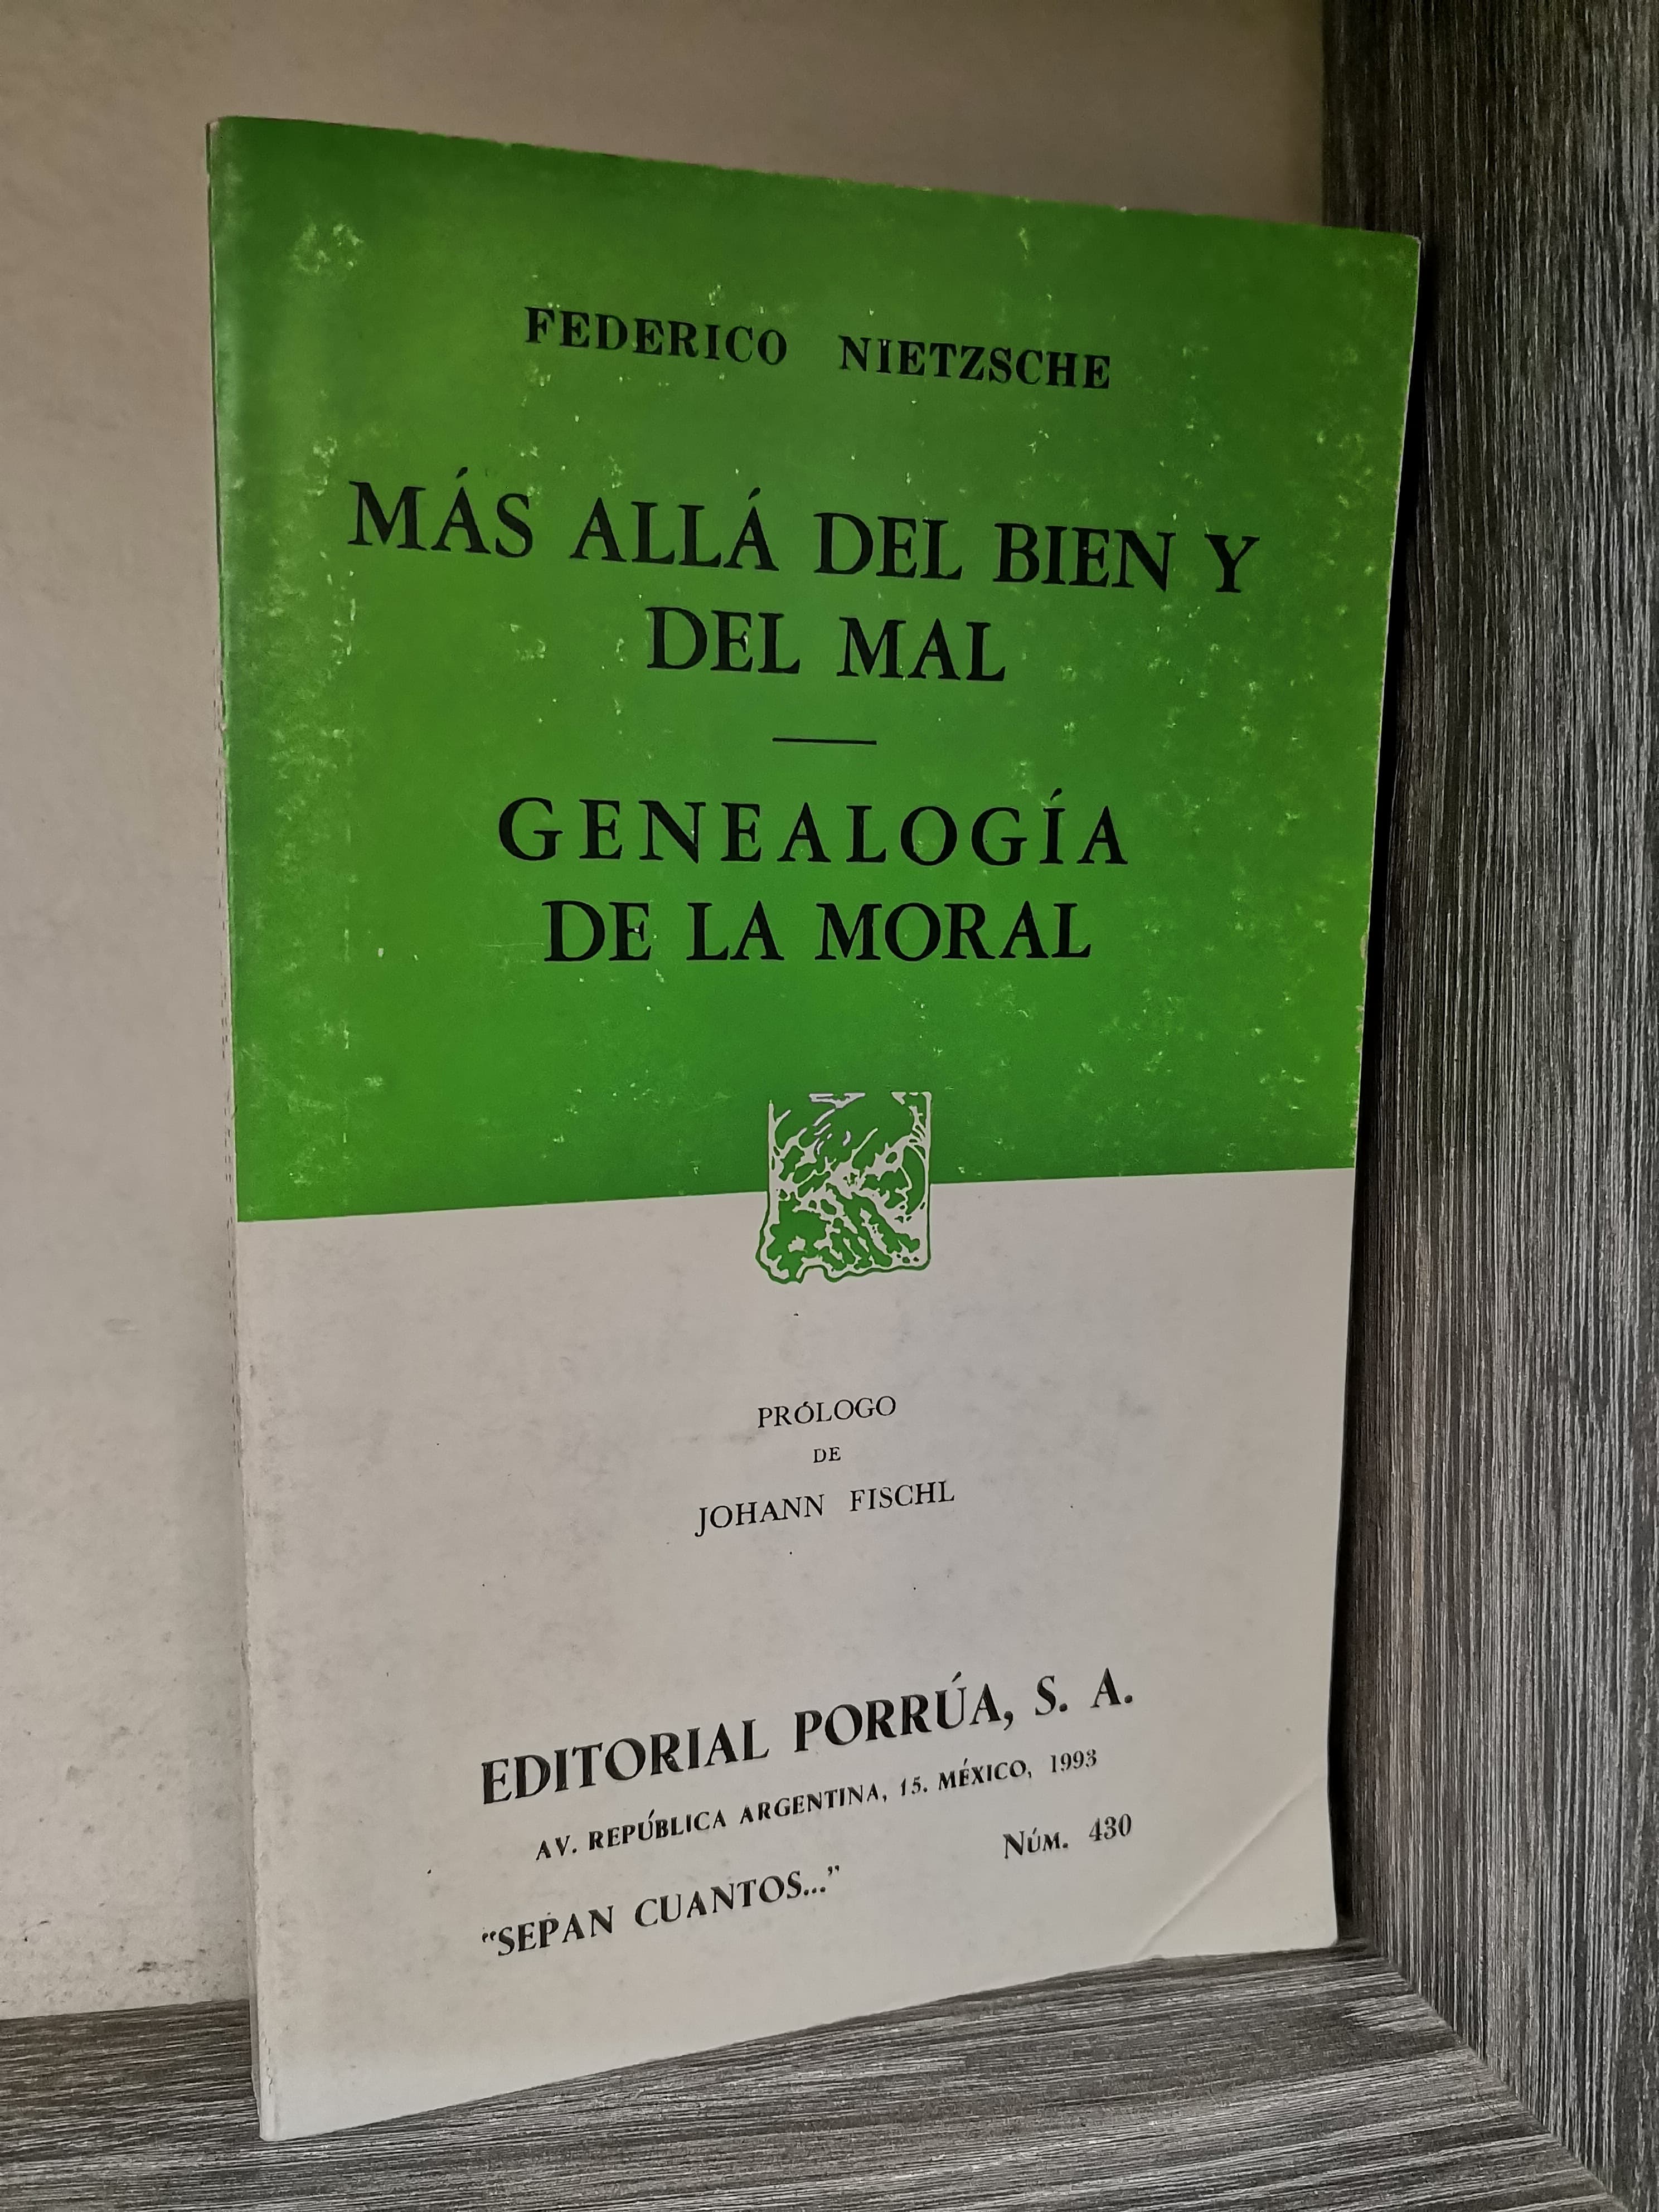 FEDERICO NIETZSCHE
MÁS ALLÁ DEL BIEN Y
DEL MAL
GENEALOGÍA
DE LA MORAL
PRÓLOGO
DE
JOHANN FISCHL
EDITORIAL PORRÚA, S. A.
AV. REPÚBLICA ARGENTINA, 15. MÉXICO, 1993
"SEPAN CUANTOS..." NÚM. 430